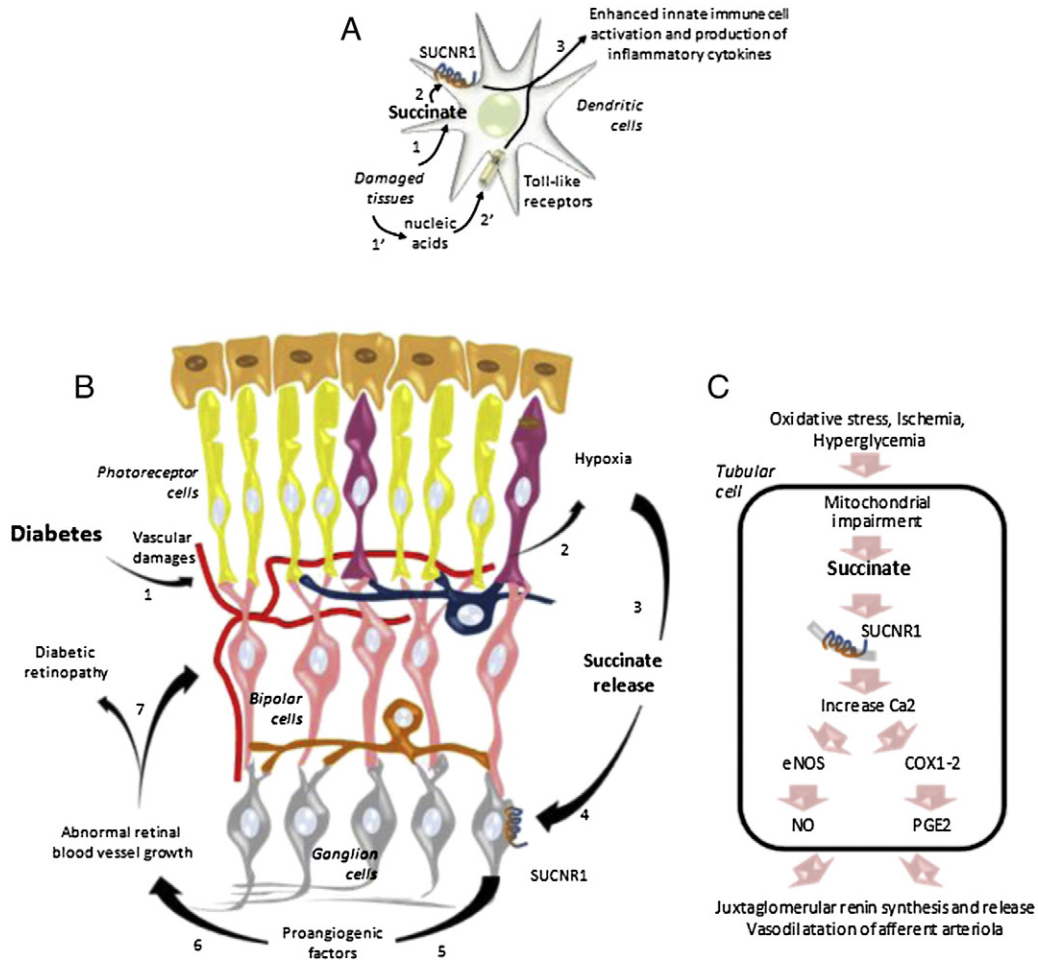 A
Enhanced innate immune cell
activation and production of
inflammatory cytokines
3
SUCNR1
2
Succinate
Dendritic
cells
1
Damaged
tissues
Toll-like
receptors
nucleic
acids
1'
2'
B
Photoreceptor
cells
Hypoxia
Diabetes
Vascular
damages
1
2
3
Succinate
release
Diabetic
retinopathy
7
Bipolar
cells
4
Abnormal retinal
blood vessel growth
Ganglion
cells
SUCNR1
6
Proangiogenic
factors
5
C
Oxidative stress, Ischemia,
Hyperglycemia
Tubular
cell
Mitochondrial
impairment
Succinate
SUCNR1
Increase Ca2
eNOS
COX1-2
NO
PGE2
Juxtaglomerular renin synthesis and release
Vasodilatation of afferent arteriola